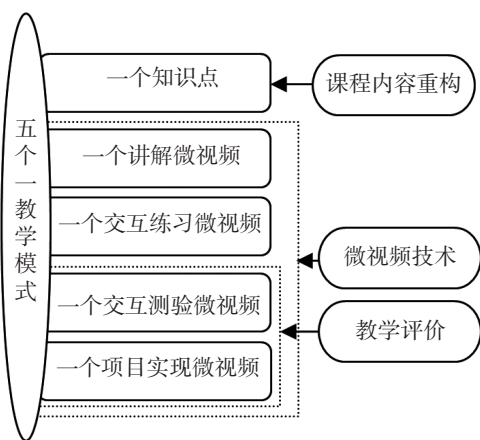 五个一教学模式
一个知识点
课程内容重构
一个讲解微视频
一个交互练习微视频
微视频技术
一个交互测验微视频
教学评价
一个项目实现微视频